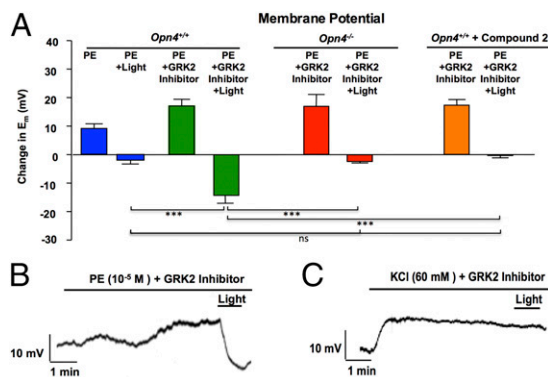 A
Membrane Potential
Opn4+/+
Opn4-/-
Opn4+/+ + Compound 2
PE
PE
+Light
PE
+GRK2
Inhibitor
PE
+GRK2
Inhibitor
+Light
PE
+GRK2
Inhibitor
PE
+GRK2
Inhibitor
+Light
PE
+GRK2
Inhibitor
PE
+GRK2
Inhibitor
+Light
Change in Em (mV)
40
30
20
10
0
-10
-20
-30
***
***
***
ns
B
PE (10-5 M) + GRK2 Inhibitor
Light
10 mV
1 min
C
KCl (60 mM) + GRK2 Inhibitor
Light
10 mV
1 min